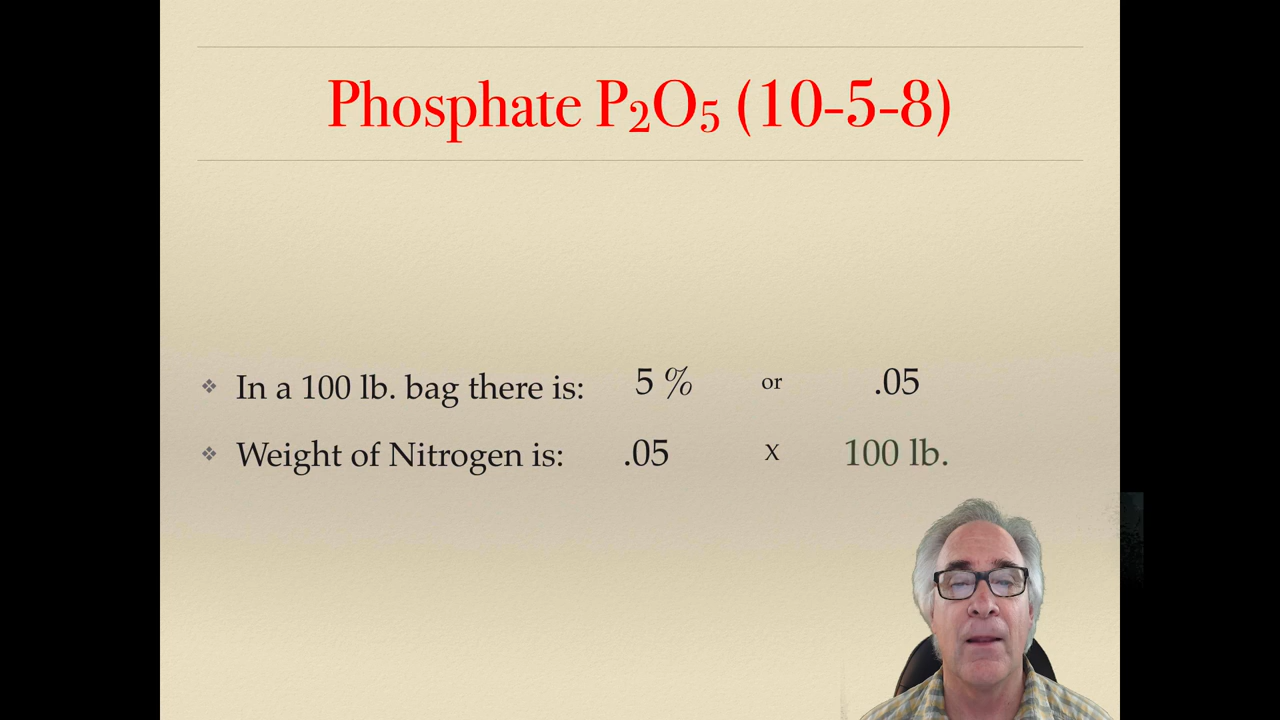 Phosphate P₂O₅ (10-5-8)
In a 100 lb. bag there is: 5 % or .05
Weight of Nitrogen is: .05 X 100 lb.